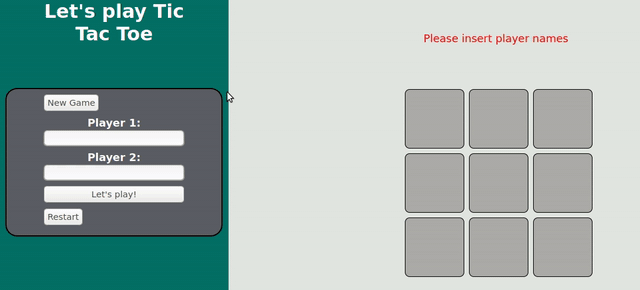 Let's play Tic
Tac Toe
New Game
Player 1:
Player 2:
Let's play!
Restart
Please insert player names